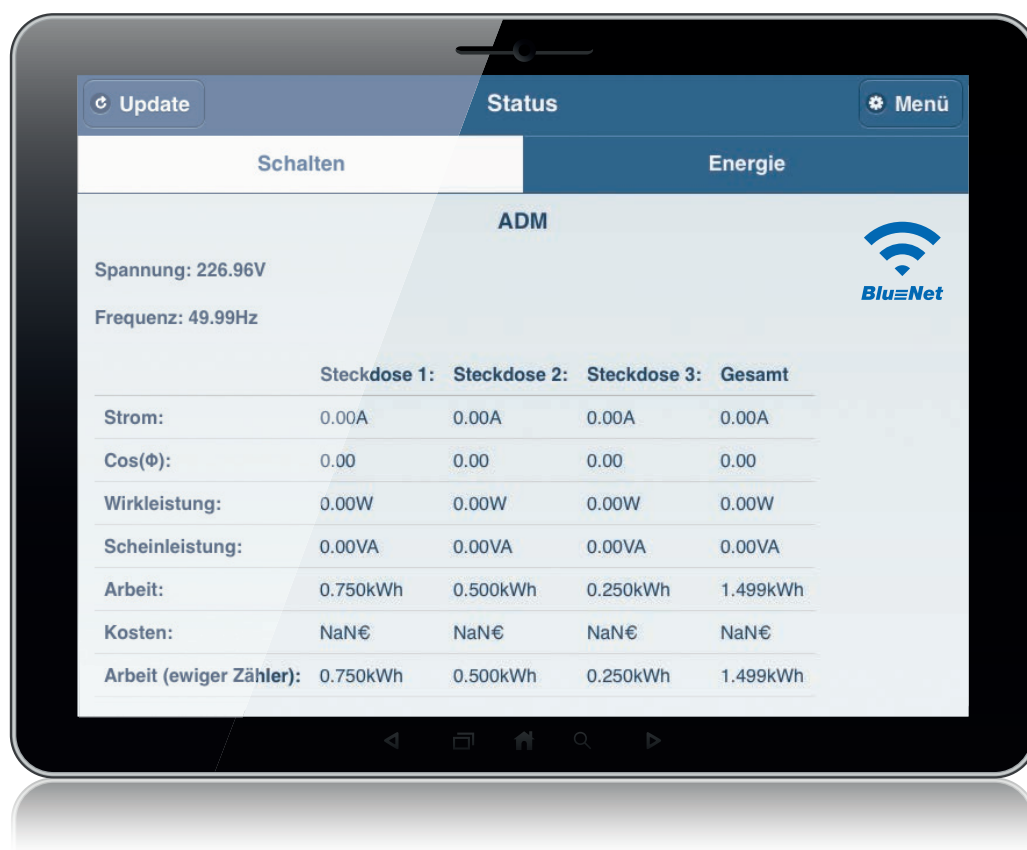 Update Status Menü
Schalten Energie
ADM
Spannung: 226.96V
Blu≡Net
Frequenz: 49.99Hz
Steckdose 1: Steckdose 2: Steckdose 3: Gesamt
Strom: 0.00A 0.00A 0.00A 0.00A
Cos(Φ): 0.00 0.00 0.00 0.00
Wirkleistung: 0.00W 0.00W 0.00W 0.00W
Scheinleistung: 0.00VA 0.00VA 0.00VA 0.00VA
Arbeit: 0.750kWh 0.500kWh 0.250kWh 1.499kWh
Kosten: NaN€ NaN€ NaN€ NaN€
Arbeit (ewiger Zähler): 0.750kWh 0.500kWh 0.250kWh 1.499kWh